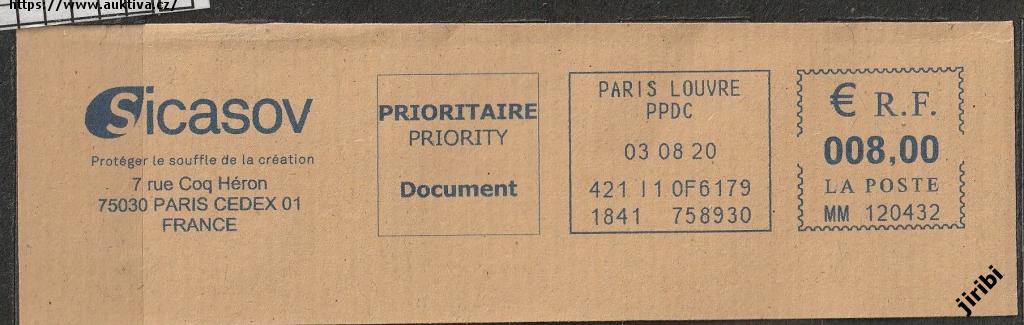 https://www.auktiva.cz/
Sicasov
Protéger le souffle de la création
7 rue Coq Héron
75030 PARIS CEDEX 01
FRANCE
PRIORITAIRE
PRIORITY
Document
PARIS LOUVRE
PPDC
03 08 20
421 I1 0F6179
1841 758930
€ R.F.
008,00
LA POSTE
MM 120432
jiribi